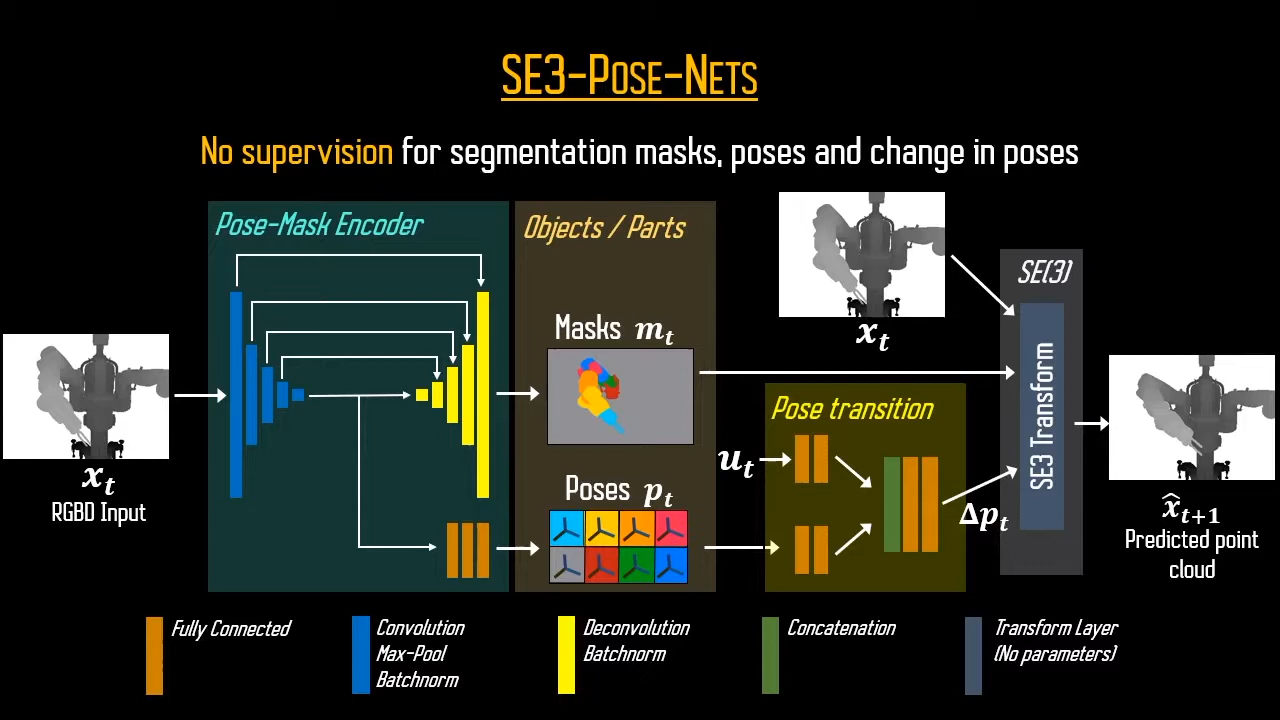 SE3-Pose-Nets
No supervision for segmentation masks, poses and change in poses
Pose-Mask Encoder
Objects / Parts
SE(3)
Masks m_t
x_t
Pose transition
SE3 Transform
u_t
x_t
RGBD Input
Poses p_t
Δp_t
x̂_{t+1}
Predicted point
cloud
Fully Connected
Convolution
Max-Pool
Batchnorm
Deconvolution
Batchnorm
Concatenation
Transform Layer
(No parameters)